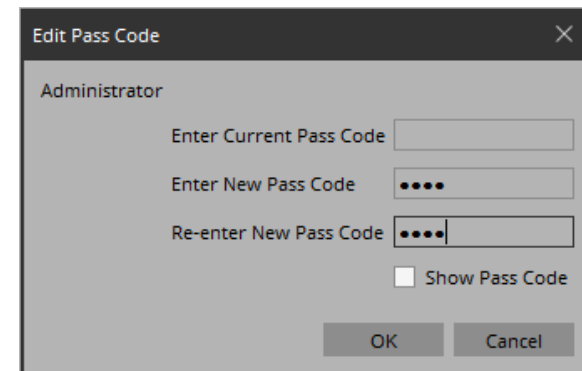 Edit Pass Code
Administrator
Enter Current Pass Code
Enter New Pass Code ••••
Re-enter New Pass Code ••••
Show Pass Code
OK Cancel